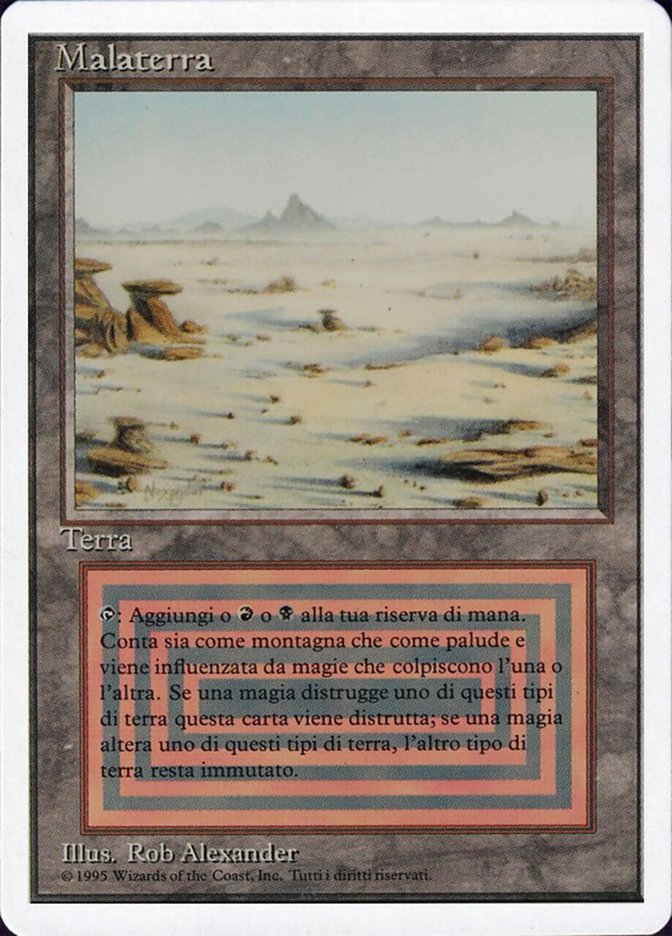 Malaterra
Terra
: Aggiungi o o alla tua riserva di mana.
Conta sia come montagna che come palude e
viene influenzata da magie che colpiscono l'una o
l'altra. Se una magia distrugge uno di questi tipi
di terra questa carta viene distrutta; se una magia
altera uno di questi tipi di terra, l'altro tipo di
terra resta immutato.
Illus. Rob Alexander
© 1995 Wizards of the Coast, Inc. Tutti i diritti riservati.